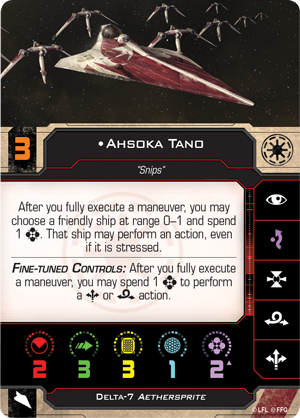 3
•Ahsoka Tano
"Snips"
After you fully execute a maneuver, you may
choose a friendly ship at range 0–1 and spend
1 . That ship may perform an action, even
if it is stressed.
Fine-tuned Controls: After you fully execute
a maneuver, you may spend 1 to perform
a or action.
2 3 3 1 2
Delta-7 Aethersprite
©LFL ©FFG